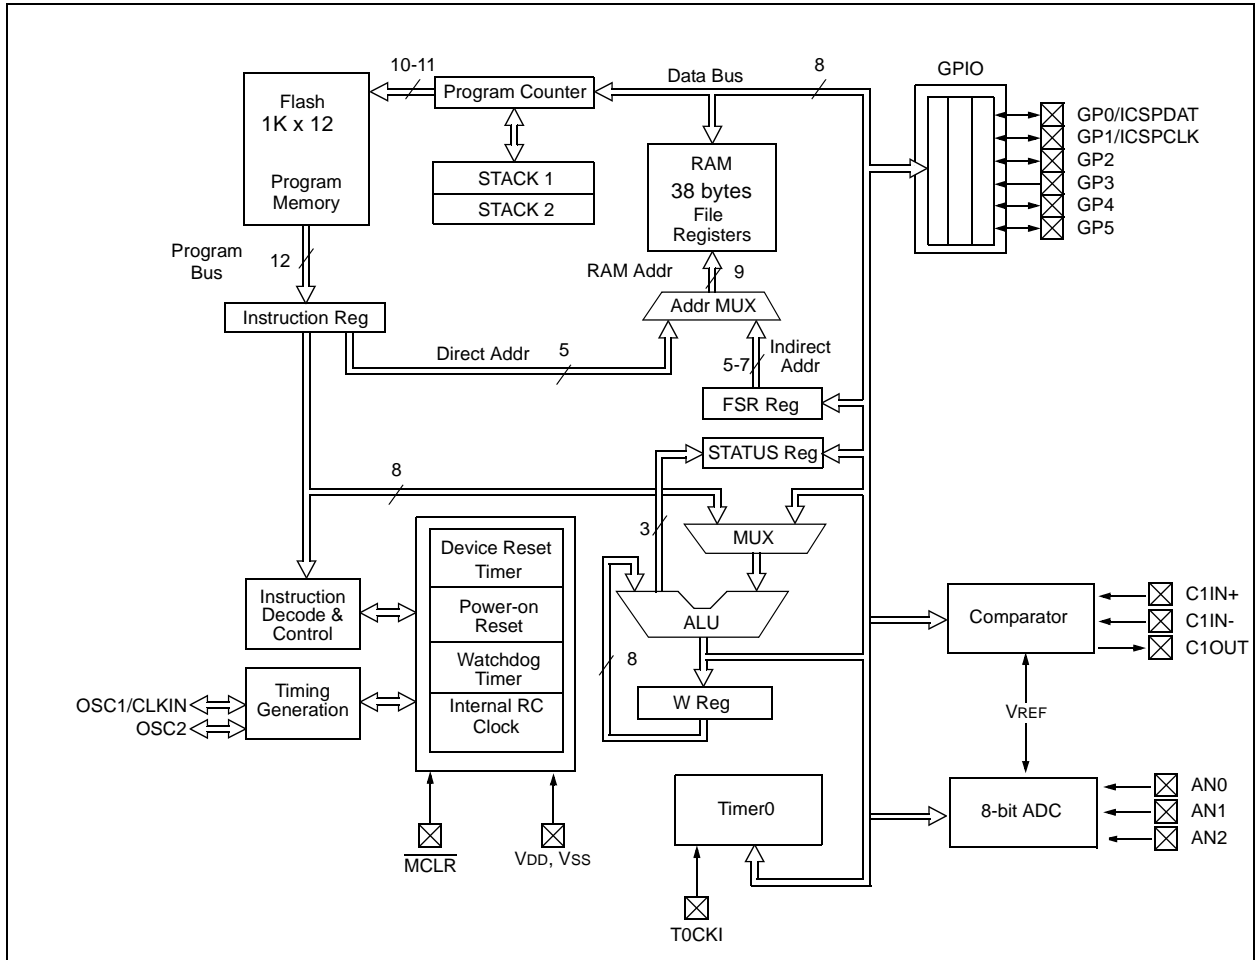 10-11
Data Bus
8
GPIO
Flash
1K x 12
Program
Memory
Program Counter
STACK 1
STACK 2
RAM
38 bytes
File
Registers
GP0/ICSPDAT
GP1/ICSPCLK
GP2
GP3
GP4
GP5
Program
Bus
12
RAM Addr
9
Addr MUX
Instruction Reg
Direct Addr
5
5-7
Indirect
Addr
FSR Reg
STATUS Reg
8
3
MUX
Device Reset
Timer
Power-on
Reset
Watchdog
Timer
Internal RC
Clock
Instruction
Decode &
Control
ALU
8
W Reg
Comparator
C1IN+
C1IN-
C1OUT
Timing
Generation
OSC1/CLKIN
OSC2
VREF
Timer0
8-bit ADC
AN0
AN1
AN2
MCLR
VDD, VSS
T0CKI